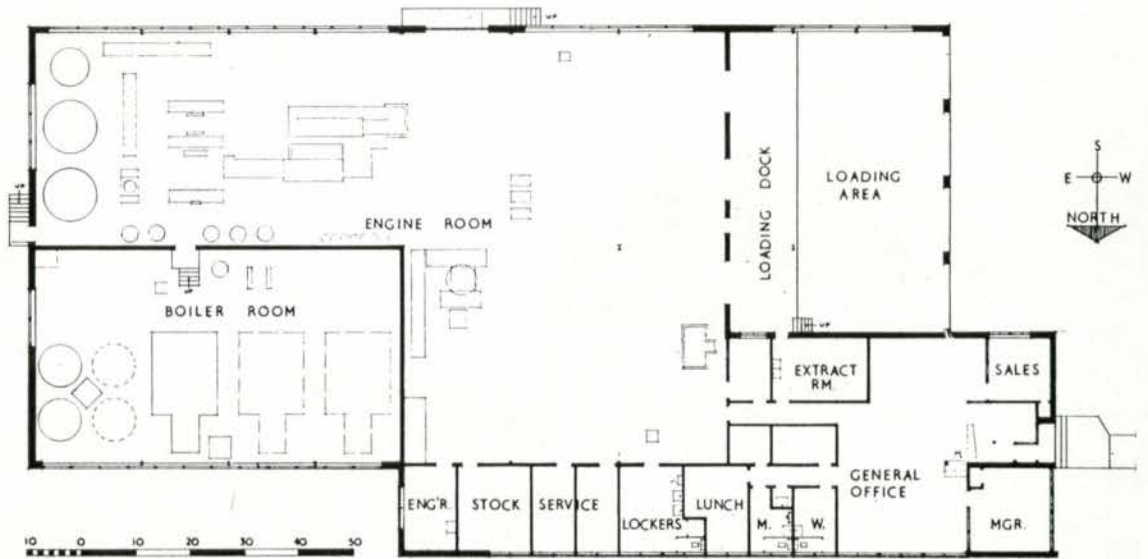 UP
S
E W
NORTH
LOADING DOCK
LOADING
AREA
UP
ENGINE ROOM
UP
BOILER ROOM
UP
EXTRACT
RM.
SALES
GENERAL
OFFICE
ENG'R.
STOCK
SERVICE
LOCKERS
LUNCH
M.
W.
MGR.
10 0 10 20 30 40 50